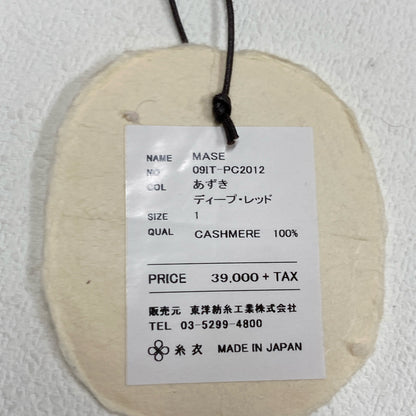 NAME MASE
NO 09IT-PC2012
COL あずき
ディープ・レッド
SIZE 1
QUAL CASHMERE 100%
PRICE 39,000 + TAX
販売元 東洋紡糸工業株式会社
TEL 03-5299-4800
糸衣 MADE IN JAPAN